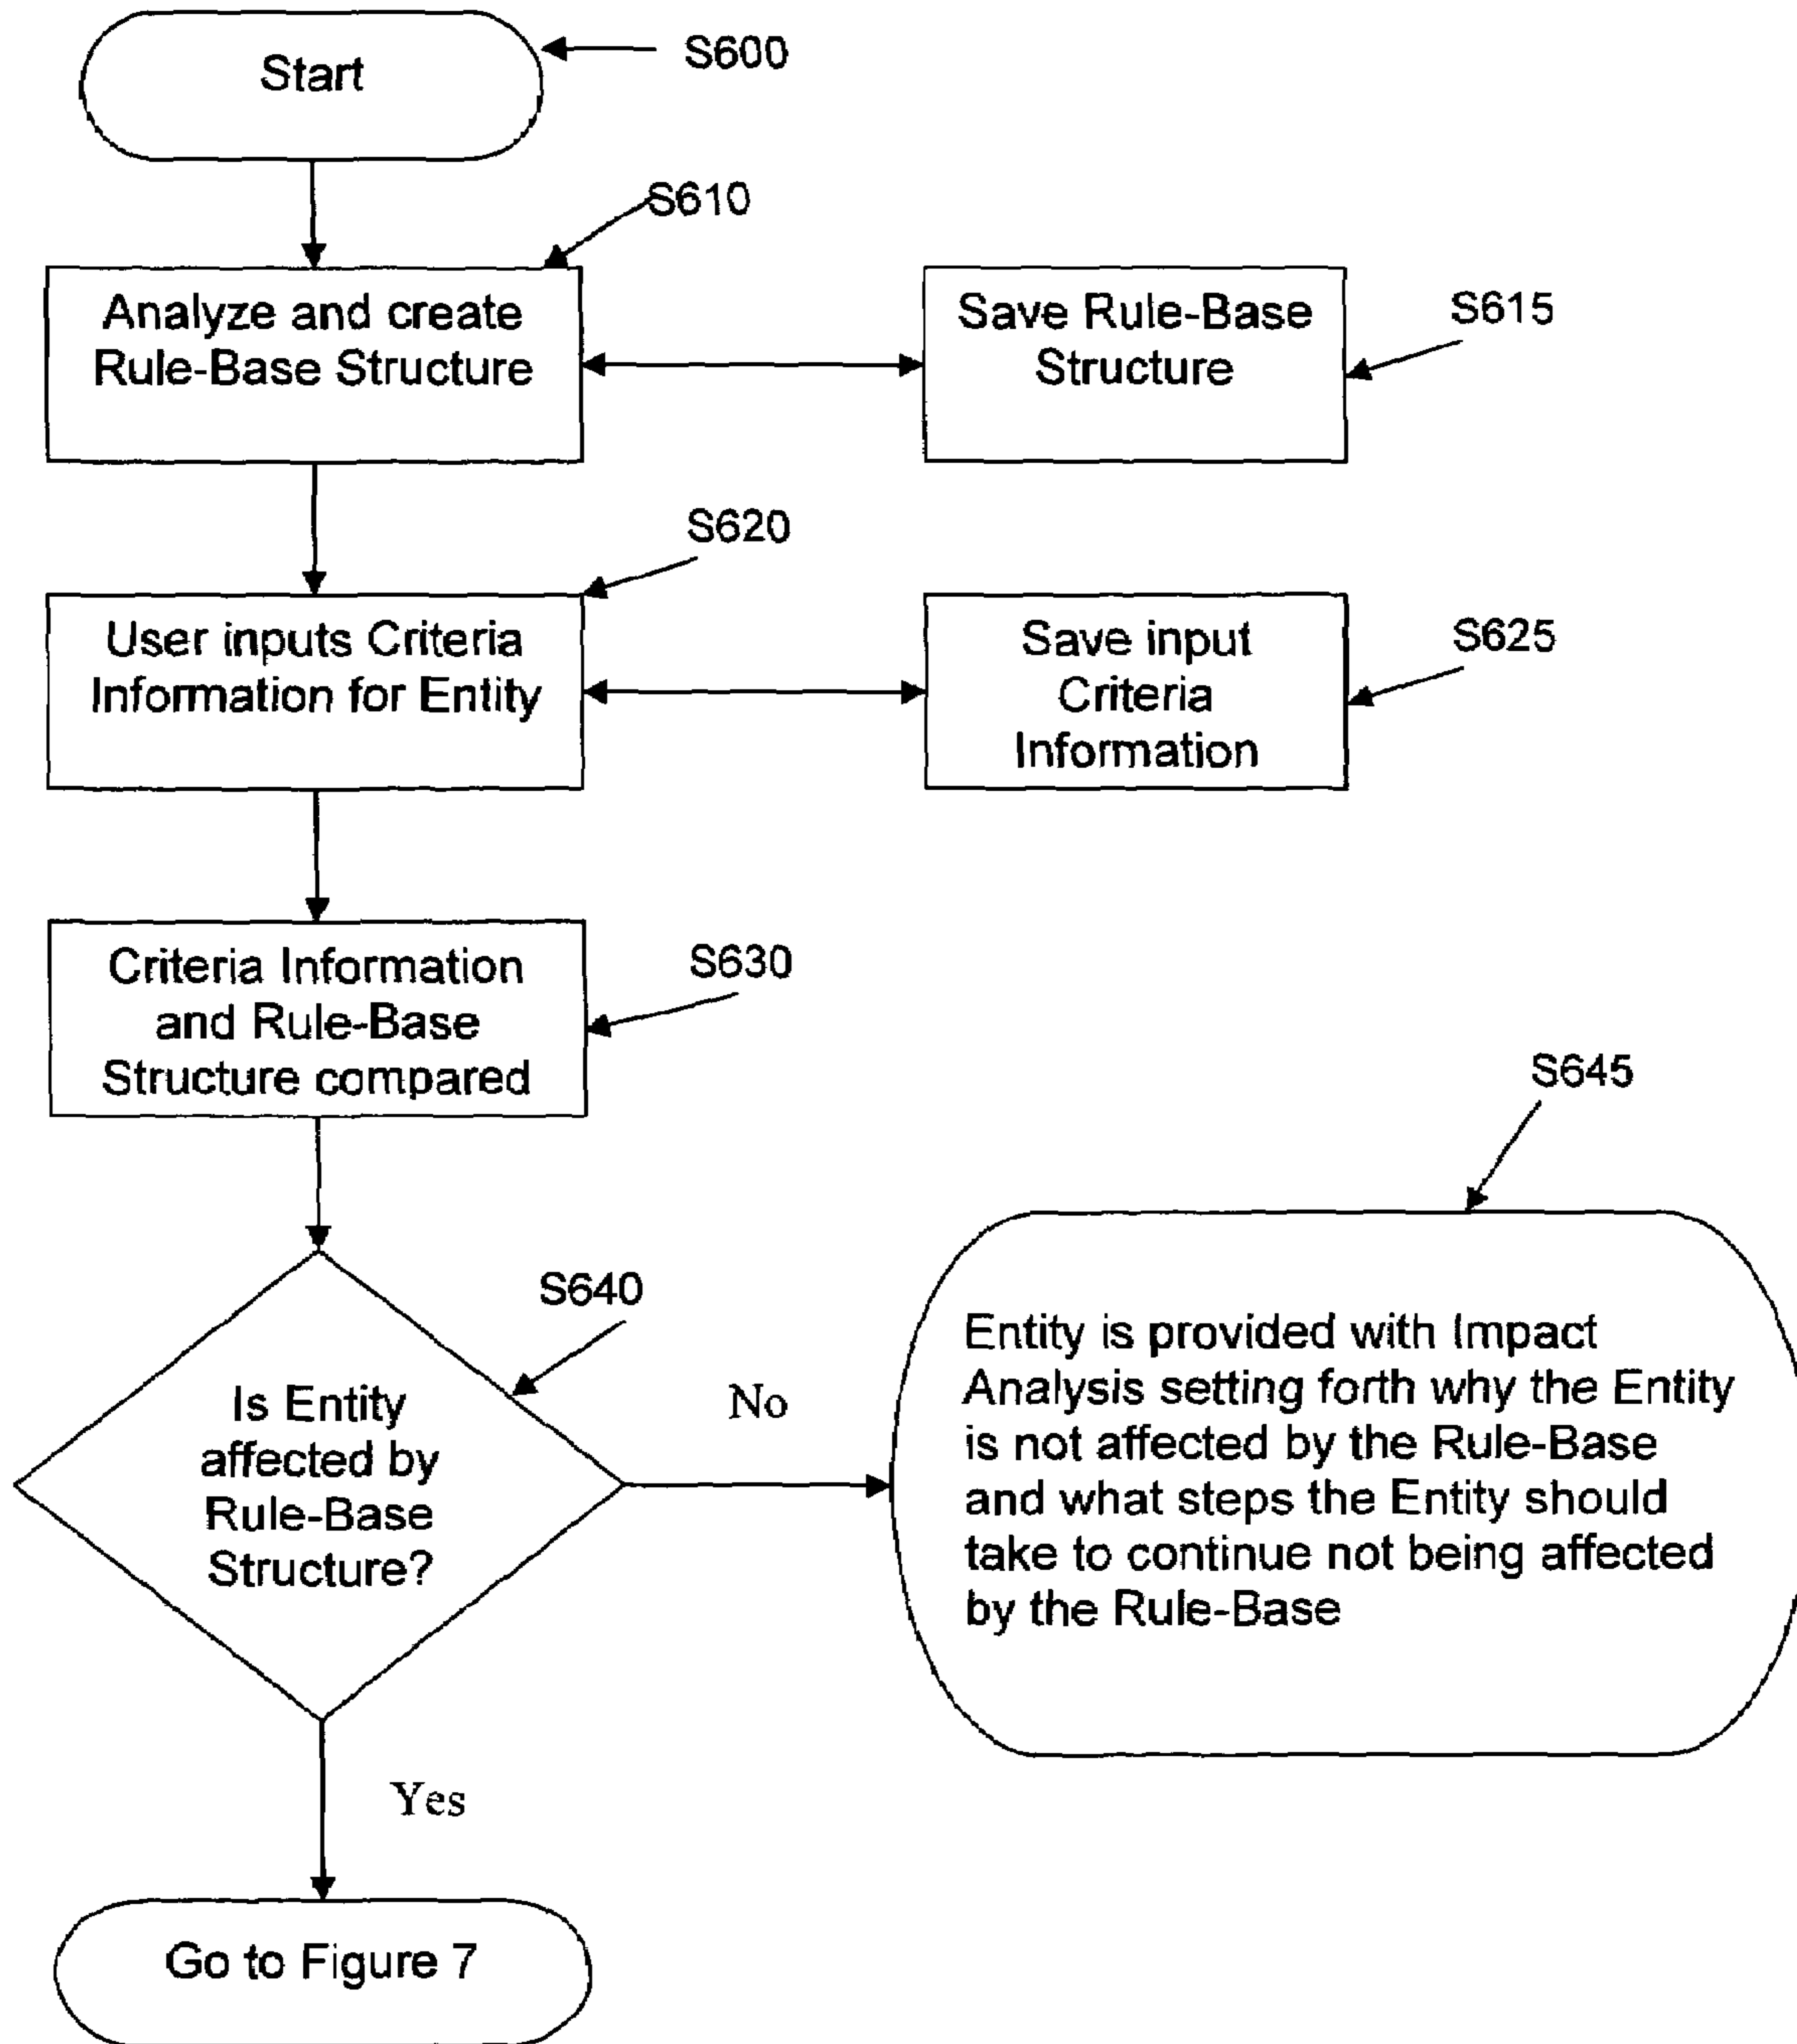 Start
S600
S610
Analyze and create
Rule-Base Structure
Save Rule-Base
Structure
S615
S620
User inputs Criteria
Information for Entity
Save input
Criteria
Information
S625
Criteria Information
and Rule-Base
Structure compared
S630
S645
S640
Is Entity
affected by
Rule-Base
Structure?
No
Entity is provided with Impact
Analysis setting forth why the Entity
is not affected by the Rule-Base
and what steps the Entity should
take to continue not being affected
by the Rule-Base
Yes
Go to Figure 7